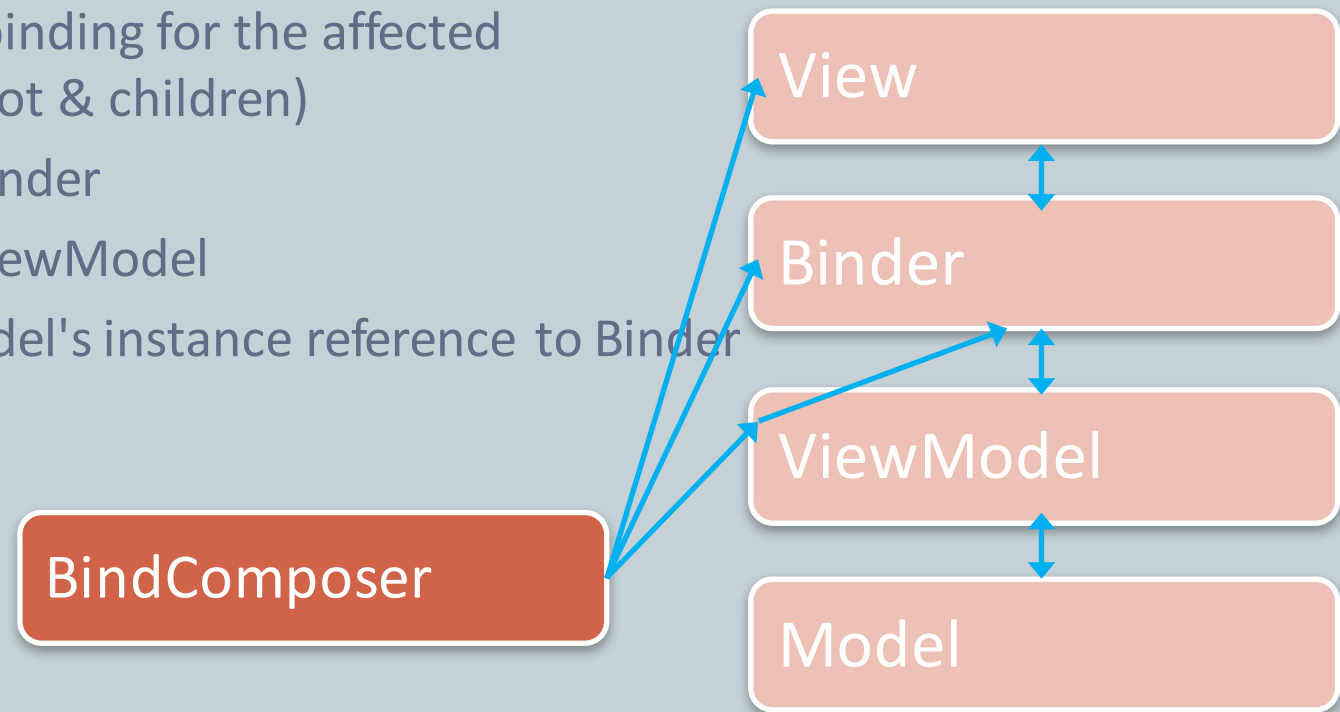 binding for the affected
ot & children)
nder
ewModel
del's instance reference to Binder
View
Binder
ViewModel
BindComposer
Model